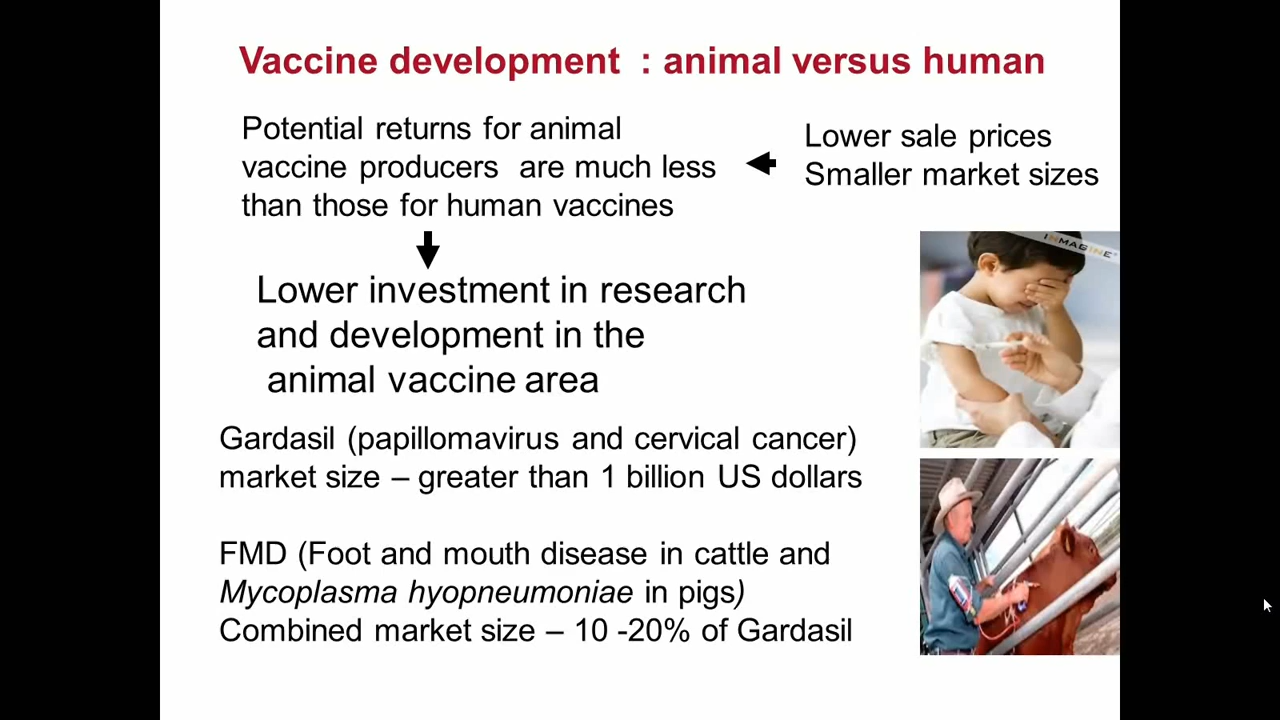 Vaccine development : animal versus human
Potential returns for animal
vaccine producers are much less
than those for human vaccines
Lower sale prices
Smaller market sizes
Lower investment in research
and development in the
animal vaccine area
Gardasil (papillomavirus and cervical cancer)
market size – greater than 1 billion US dollars
FMD (Foot and mouth disease in cattle and
Mycoplasma hyopneumoniae in pigs)
Combined market size – 10 -20% of Gardasil
INMAGINE